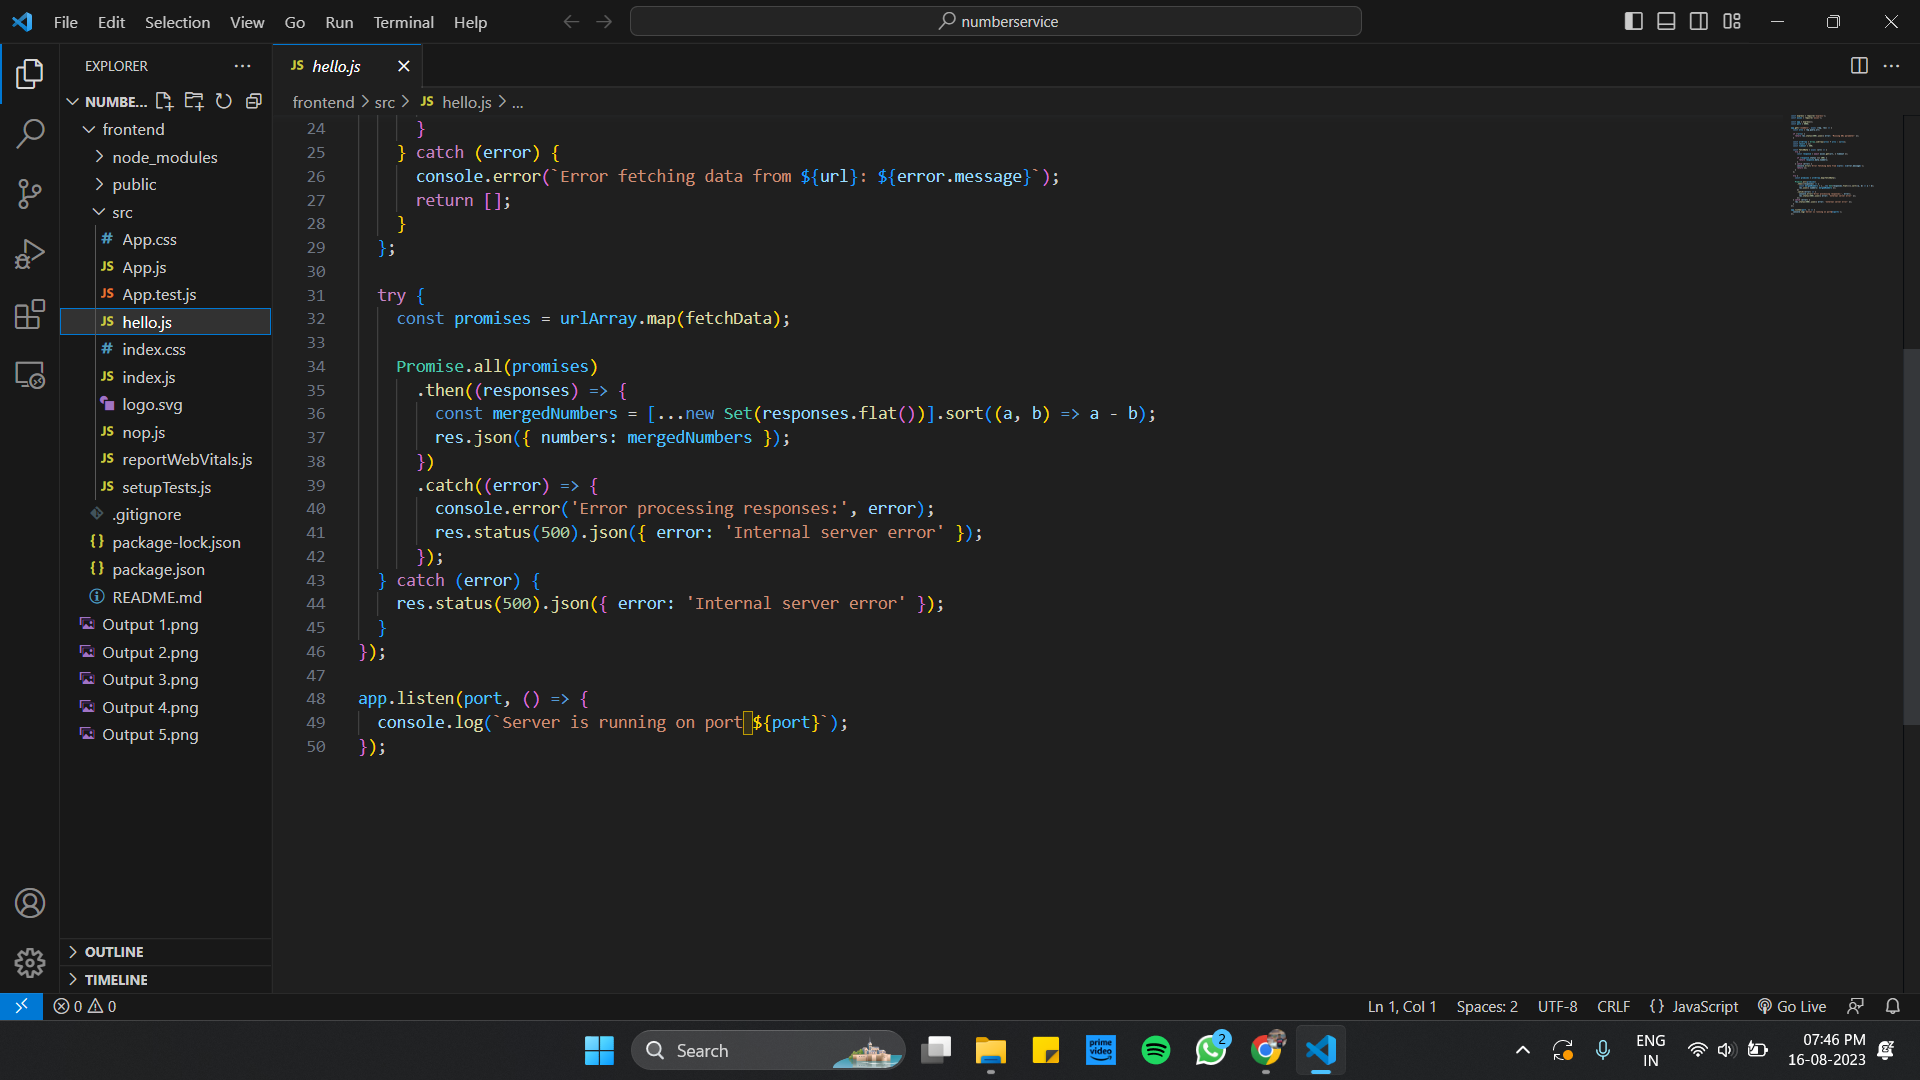 File Edit Selection View Go Run Terminal Help
numberservice
EXPLORER
NUMBE...
frontend
node_modules
public
src
App.css
App.js
App.test.js
hello.js
index.css
index.js
logo.svg
nop.js
reportWebVitals.js
setupTests.js
.gitignore
package-lock.json
package.json
README.md
Output 1.png
Output 2.png
Output 3.png
Output 4.png
Output 5.png
OUTLINE
TIMELINE
JS hello.js
frontend > src > JS hello.js > ...
24 }
25 } catch (error) {
26 console.error(`Error fetching data from ${url}: ${error.message}`);
27 return [];
28 }
29 };
30
31 try {
32 const promises = urlArray.map(fetchData);
33
34 Promise.all(promises)
35 .then((responses) => {
36 const mergedNumbers = [...new Set(responses.flat())].sort((a, b) => a - b);
37 res.json({ numbers: mergedNumbers });
38 })
39 .catch((error) => {
40 console.error('Error processing responses:', error);
41 res.status(500).json({ error: 'Internal server error' });
42 });
43 } catch (error) {
44 res.status(500).json({ error: 'Internal server error' });
45 }
46 });
47
48 app.listen(port, () => {
49 console.log(`Server is running on port ${port}`);
50 });
0 0
Ln 1, Col 1 Spaces: 2 UTF-8 CRLF {} JavaScript Go Live
Search
prime video
2
ENG
IN
07:46 PM
16-08-2023